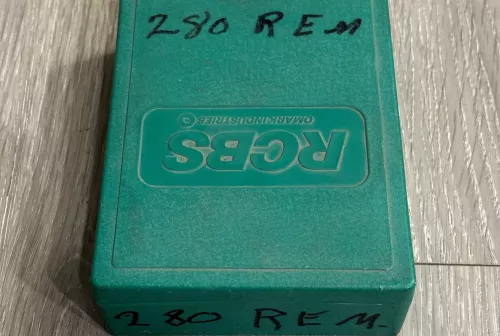 280 REM
RCBS
OMARK INDUSTRIES
280 REM.